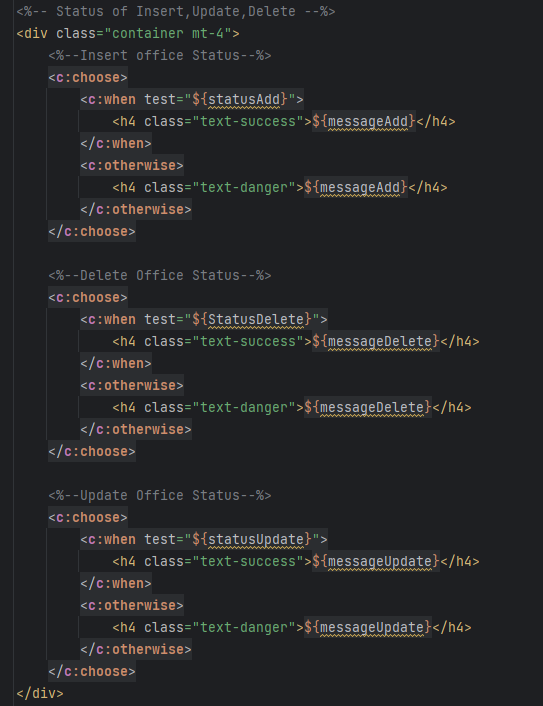 <%-- Status of Insert,Update,Delete --%>
<div class="container mt-4">
    <%--Insert office Status--%>
    <c:choose>
        <c:when test="${statusAdd}">
            <h4 class="text-success">${messageAdd}</h4>
        </c:when>
        <c:otherwise>
            <h4 class="text-danger">${messageAdd}</h4>
        </c:otherwise>
    </c:choose>

    <%--Delete Office Status--%>
    <c:choose>
        <c:when test="${StatusDelete}">
            <h4 class="text-success">${messageDelete}</h4>
        </c:when>
        <c:otherwise>
            <h4 class="text-danger">${messageDelete}</h4>
        </c:otherwise>
    </c:choose>

    <%--Update Office Status--%>
    <c:choose>
        <c:when test="${statusUpdate}">
            <h4 class="text-success">${messageUpdate}</h4>
        </c:when>
        <c:otherwise>
            <h4 class="text-danger">${messageUpdate}</h4>
        </c:otherwise>
    </c:choose>
</div>